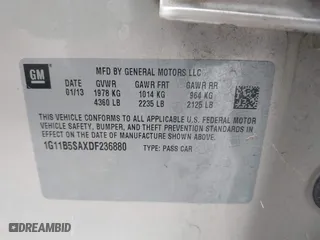 GM
MFD BY GENERAL MOTORS LLC
DATE GVWR GAWR FRT GAWR RR
01/13 1978 KG 1014 KG 964 KG
4360 LB 2235 LB 2125 LB
THIS VEHICLE CONFORMS TO ALL APPLICABLE U.S. FEDERAL MOTOR
VEHICLE SAFETY, BUMPER, AND THEFT PREVENTION STANDARDS
IN EFFECT ON THE DATE OF MANUFACTURE SHOWN ABOVE.
1G11B5SAXDF236880 TYPE: PASS CAR
DEALERSHIP.COM